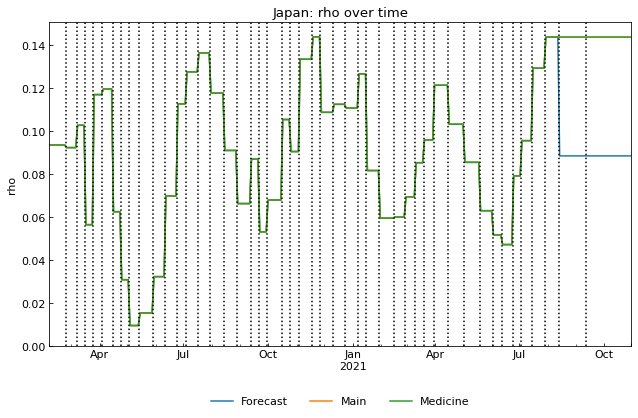 Japan: rho over time
rho
0.14
0.12
0.10
0.08
0.06
0.04
0.02
0.00
Apr Jul Oct Jan Apr Jul Oct
2021
Forecast Main Medicine